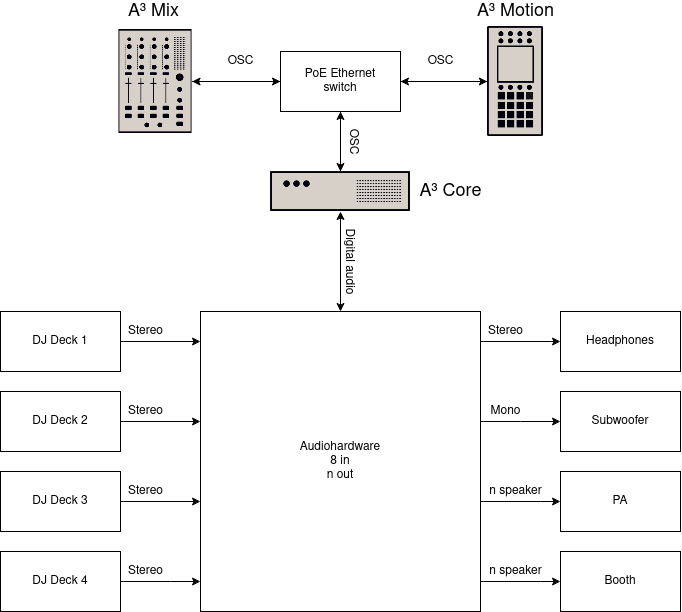 A³ Mix
A³ Motion
OSC
PoE Ethernet
switch
OSC
OSC
A³ Core
Digital audio
DJ Deck 1
Stereo
Stereo
Headphones
DJ Deck 2
Stereo
Audiohardware
8 in
n out
Mono
Subwoofer
DJ Deck 3
Stereo
n speaker
PA
DJ Deck 4
Stereo
n speaker
Booth